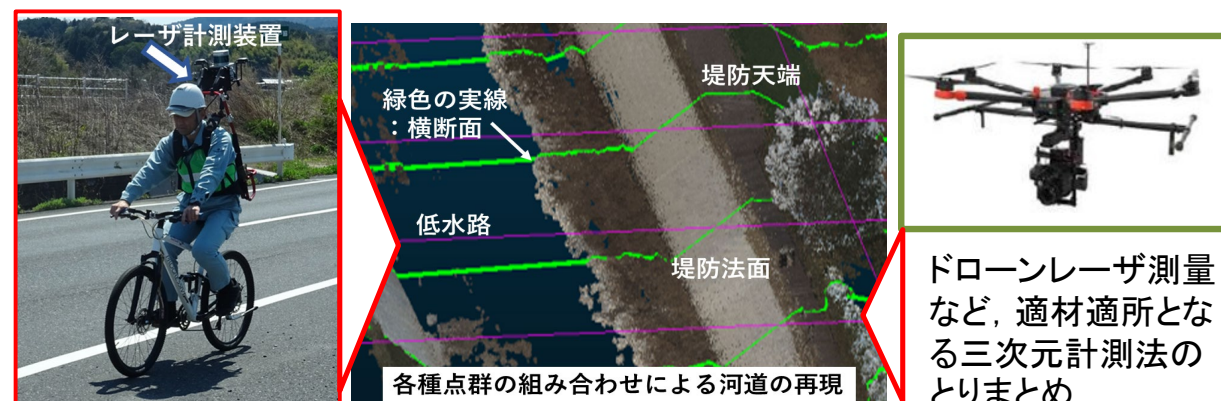 レーザ計測装置
緑色の実線
：横断面
堤防天端
低水路
堤防法面
各種点群の組み合わせによる河道の再現
ドローンレーザ測量
など，適材適所とな
る三次元計測法の
とりまとめ